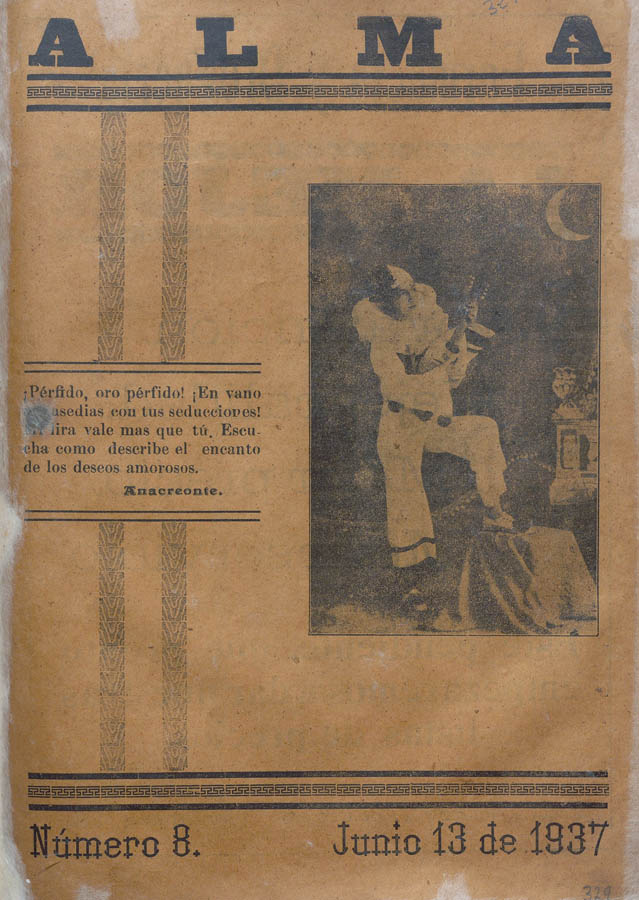 ALMA
¡Pérfido, oro pérfido! ¡En vano
asedias con tus seducciones!
lira vale mas que tú. Escu-
cha como describe el encanto
de los deseos amorosos.
Anacreonte.
Número 8.
Junio 13 de 1937
329